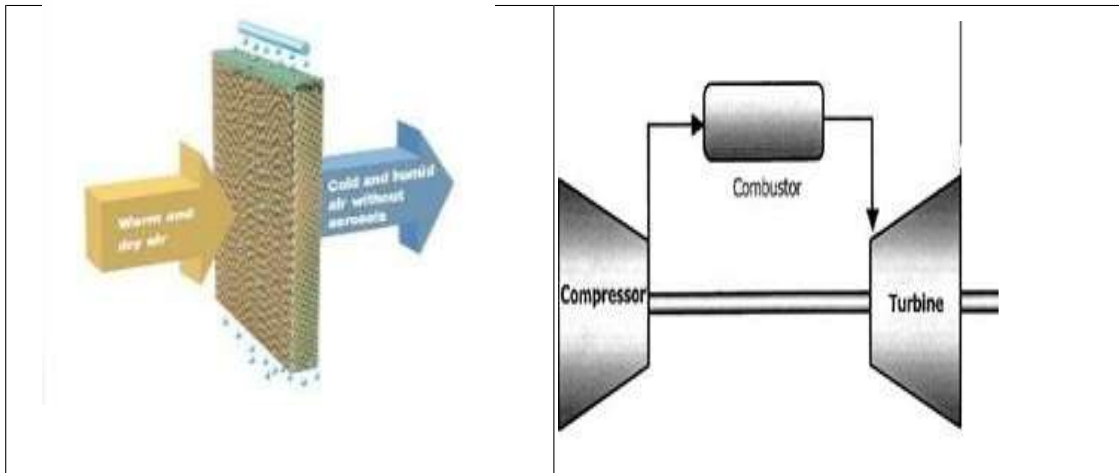 Warm and
dry air
Cold and humid
air without
aerosols
Combustor
Compressor
Turbine